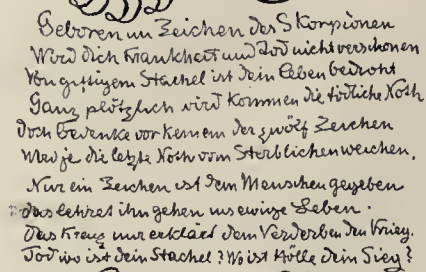 Geboren im Zeichen des Skorpionen
Wird dich Krankheit und Tod nicht verschonen
Von giftigem Stachel ist dein Leben bedroht
Ganz plötzlich wird kommen die tödliche Noth
Doch bedenke vor keinem der zwölf Zeichen
Wird je die letzte Noth vom Sterblichen weichen.
Nur ein Zeichen ist dem Menschen gegeben
das lehret ihn gehen ins ewige Leben.
Das Kreuz nur erklärt dem Verderben den Krieg.
Tod wo ist dein Stachel? Wo ist Hölle dein Sieg?